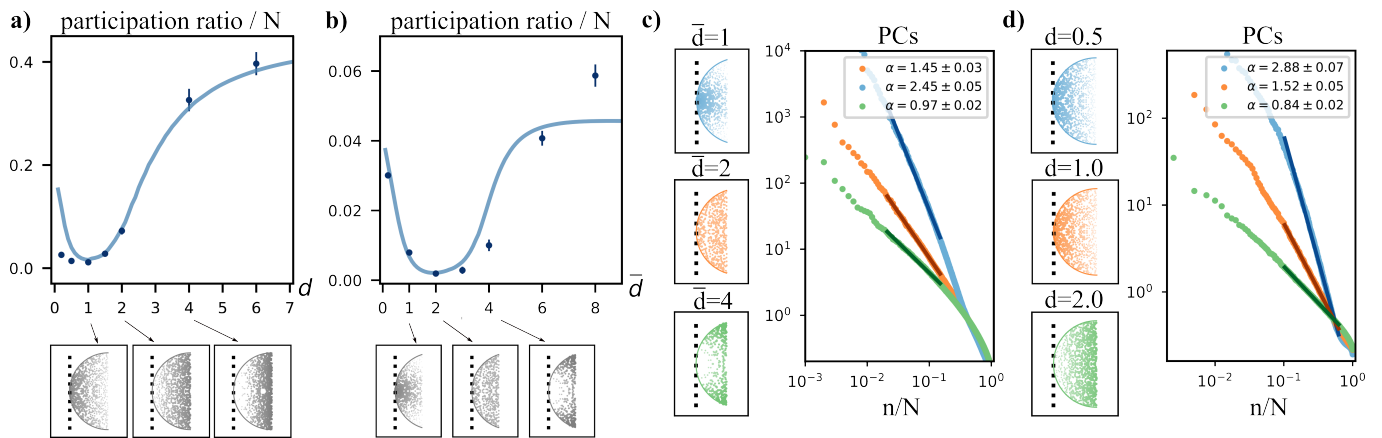 a)
participation ratio / N
0.4
0.2
0.0
0 1 2 3 4 5 6 7
d
b)
participation ratio / N
0.06
0.04
0.02
0.00
0 1 2 3 4 6 8
d̅
c)
d̅=1
d̅=2
d̅=4
PCs
10⁴
10³
10²
10¹
10⁰
α = 1.45 ± 0.03
α = 2.45 ± 0.05
α = 0.97 ± 0.02
10⁻³ 10⁻² 10⁻¹ 10⁰
n/N
d)
d=0.5
d=1.0
d=2.0
PCs
10²
10¹
10⁰
α = 2.88 ± 0.07
α = 1.52 ± 0.05
α = 0.84 ± 0.02
10⁻² 10⁻¹ 10⁰
n/N